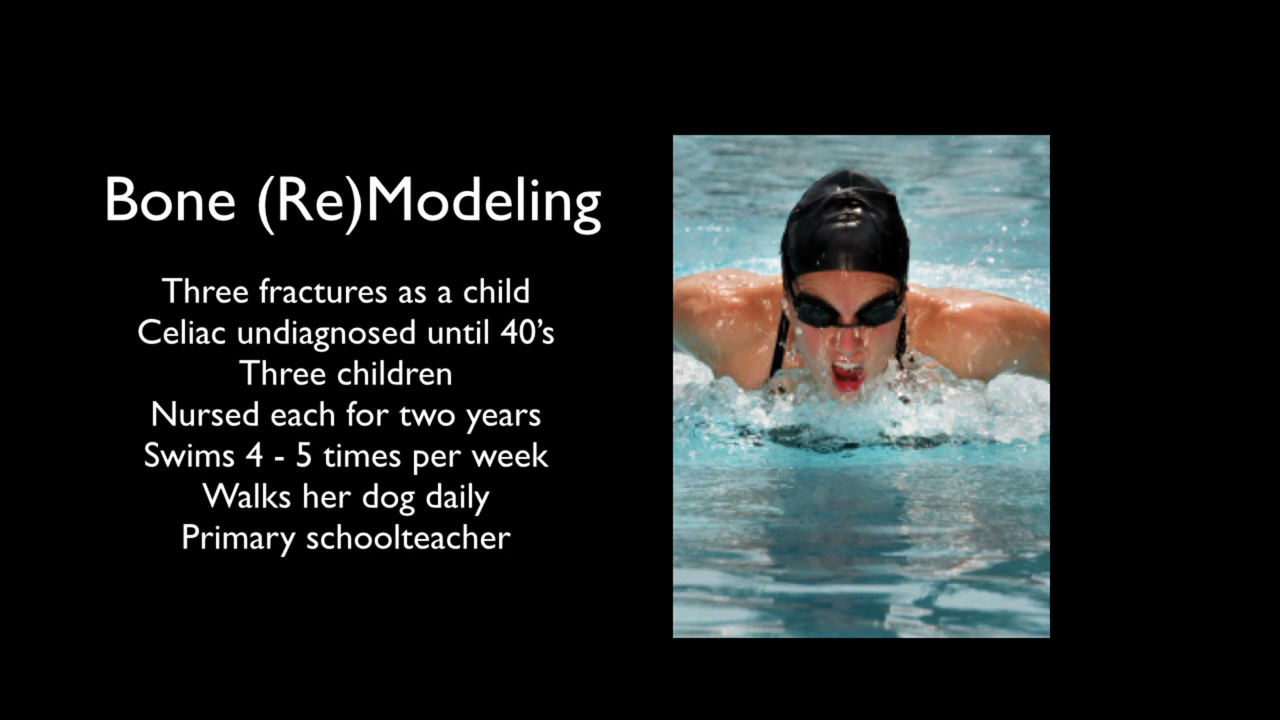 Bone (Re)Modeling
Three fractures as a child
Celiac undiagnosed until 40’s
Three children
Nursed each for two years
Swims 4 - 5 times per week
Walks her dog daily
Primary schoolteacher